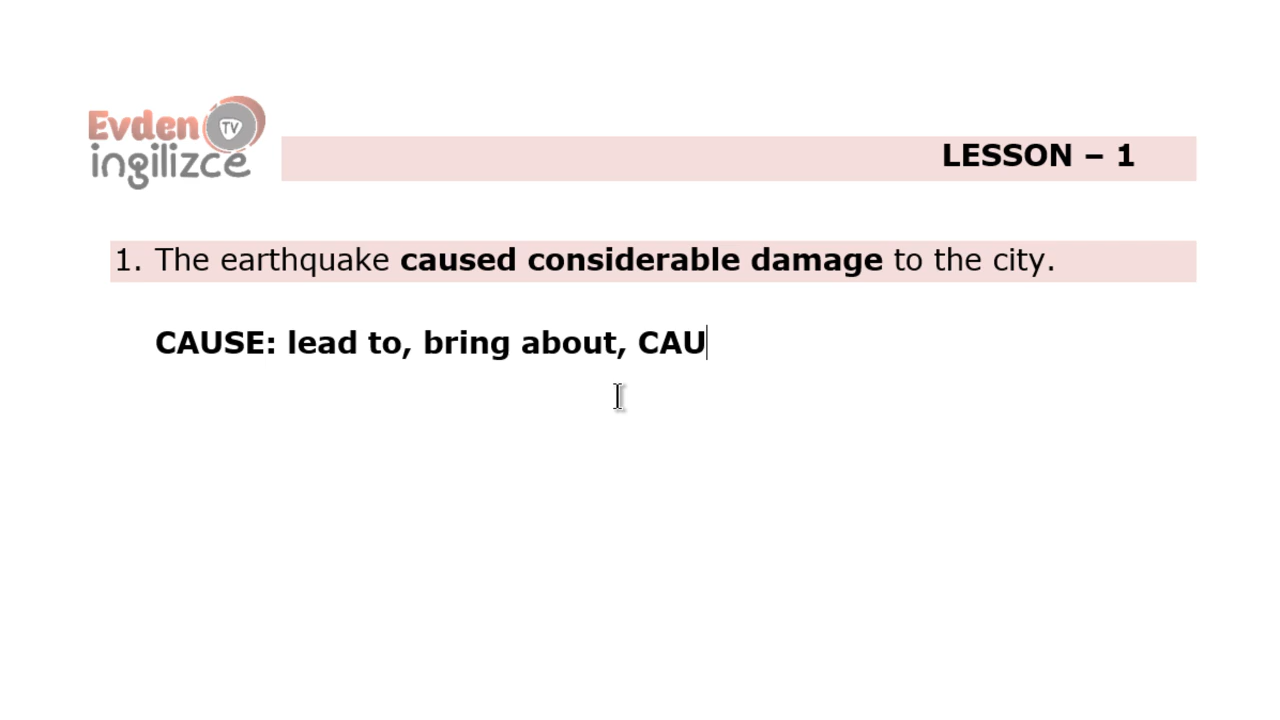 Evden TV
ingilizce
LESSON – 1
1. The earthquake caused considerable damage to the city.
CAUSE: lead to, bring about, CAU